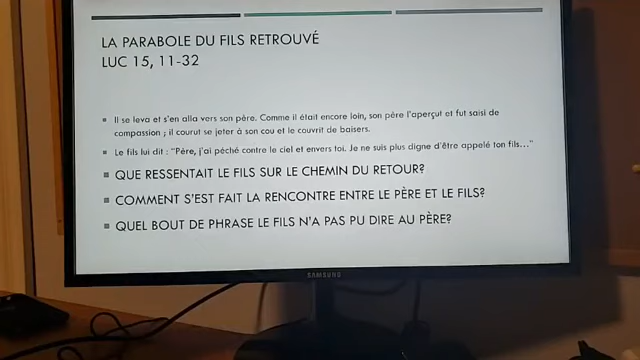 LA PARABOLE DU FILS RETROUVÉ
LUC 15, 11-32
Il se leva et s'en alla vers son père. Comme il était encore loin, son père l'aperçut et fut saisi de
compassion ; il courut se jeter à son cou et le couvrit de baisers.
Le fils lui dit : "Père, j'ai péché contre le ciel et envers toi. Je ne suis plus digne d'être appelé ton fils…"
QUE RESSENTAIT LE FILS SUR LE CHEMIN DU RETOUR?
COMMENT S'EST FAIT LA RENCONTRE ENTRE LE PÈRE ET LE FILS?
QUEL BOUT DE PHRASE LE FILS N'A PAS PU DIRE AU PÈRE?
SAMSUNG